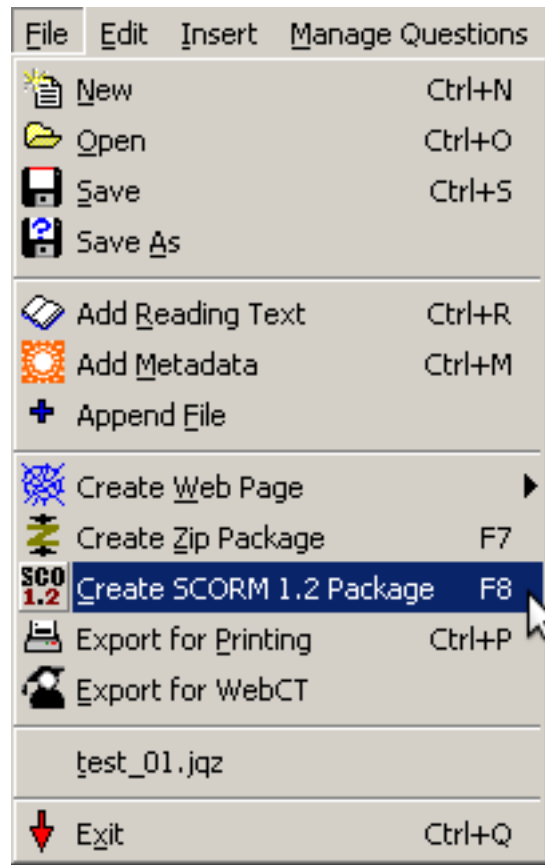 File Edit Insert Manage Questions
New Ctrl+N
Open Ctrl+O
Save Ctrl+S
Save As
Add Reading Text Ctrl+R
Add Metadata Ctrl+M
Append File
Create Web Page
Create Zip Package F7
SCO 1.2 Create SCORM 1.2 Package F8
Export for Printing Ctrl+P
Export for WebCT
test_01.jqz
Exit Ctrl+Q